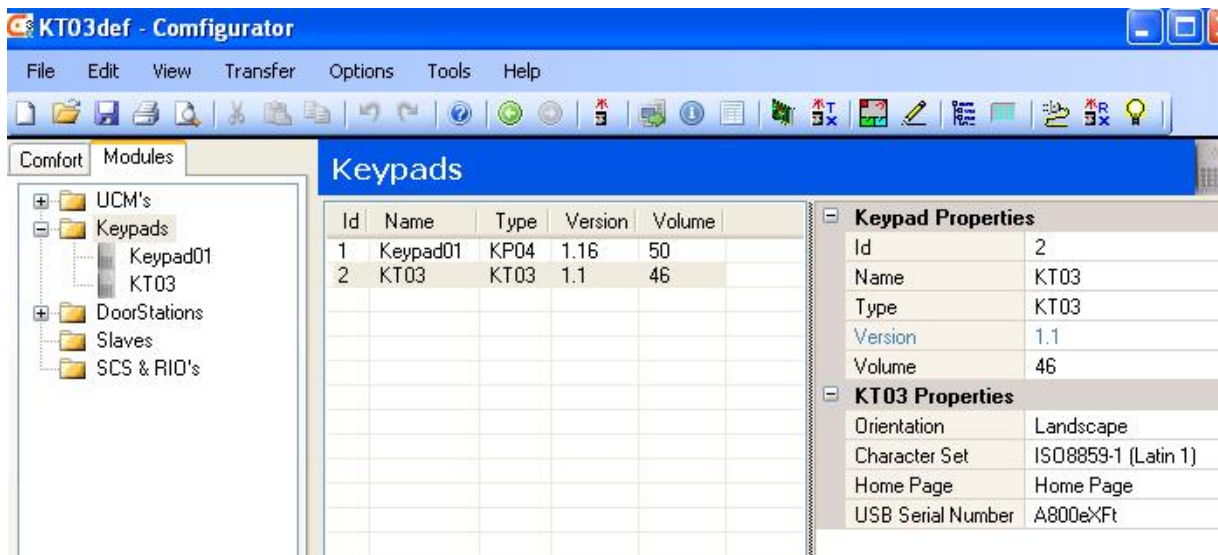 KT03def - Comfigurator
File Edit View Transfer Options Tools Help
Comfort Modules
UCM's
Keypads
Keypad01
KT03
DoorStations
Slaves
SCS & RIO's
Keypads
Id Name Type Version Volume
1 Keypad01 KP04 1.16 50
2 KT03 KT03 1.1 46
Keypad Properties
Id 2
Name KT03
Type KT03
Version 1.1
Volume 46
KT03 Properties
Orientation Landscape
Character Set ISO8859-1 (Latin 1)
Home Page Home Page
USB Serial Number A800eXFt